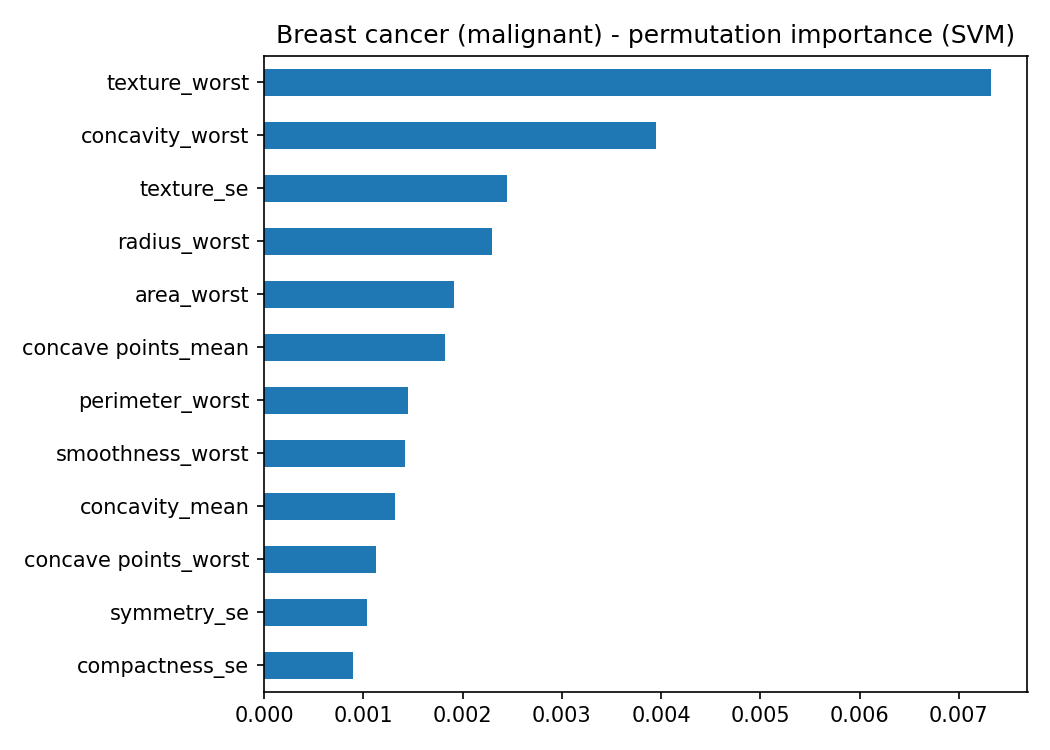 Breast cancer (malignant) - permutation importance (SVM)
texture_worst
concavity_worst
texture_se
radius_worst
area_worst
concave points_mean
perimeter_worst
smoothness_worst
concavity_mean
concave points_worst
symmetry_se
compactness_se
0.000 0.001 0.002 0.003 0.004 0.005 0.006 0.007